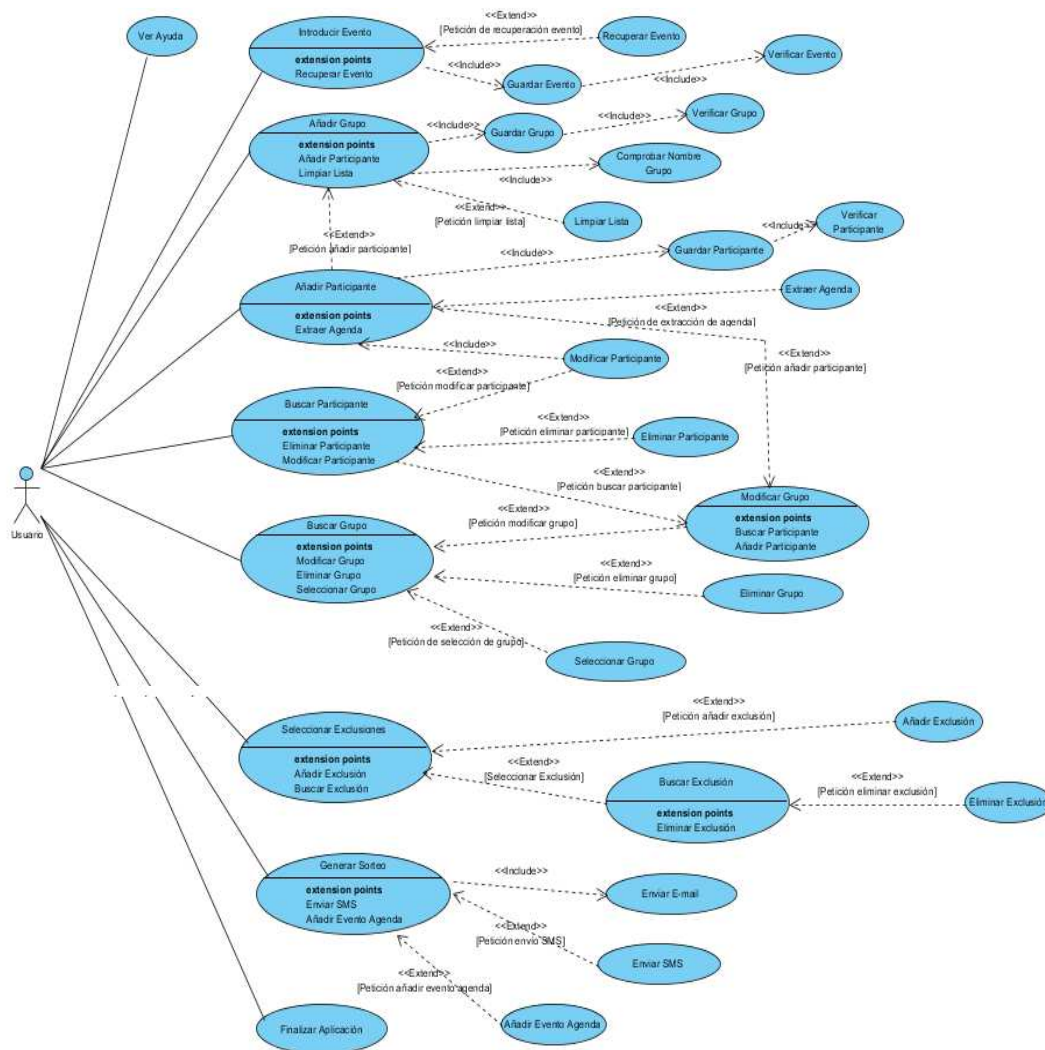 Ver Ayuda
Introducir Evento
extension points
Recuperar Evento
<<Extend>>
[Petición de recuperación evento]
Recuperar Evento
<<Include>>
Guardar Evento
<<Include>>
Verificar Evento
Añadir Grupo
extension points
Añadir Participante
Limpiar Lista
<<Include>>
Guardar Grupo
<<Include>>
Verificar Grupo
Comprobar Nombre
Grupo
<<Include>>
<<Extend>>
[Petición limpiar lista]
Limpiar Lista
<<Extend>>
[Petición añadir participante]
<<Include>>
Guardar Participante
<<Include>>
Verificar
Participante
Añadir Participante
extension points
Extraer Agenda
Extraer Agenda
<<Extend>>
[Petición de extracción de agenda]
<<Include>>
Modificar Participante
<<Extend>>
[Petición añadir participante]
<<Extend>>
[Petición modificar participante]
Buscar Participante
extension points
Eliminar Participante
Modificar Participante
<<Extend>>
[Petición eliminar participante]
Eliminar Participante
<<Extend>>
[Petición buscar participante]
Modificar Grupo
extension points
Buscar Participante
Añadir Participante
Usuario
Buscar Grupo
extension points
Modificar Grupo
Eliminar Grupo
Seleccionar Grupo
<<Extend>>
[Petición modificar grupo]
<<Extend>>
[Petición eliminar grupo]
Eliminar Grupo
<<Extend>>
[Petición de selección de grupo]
Seleccionar Grupo
Seleccionar Exclusiones
extension points
Añadir Exclusión
Buscar Exclusión
<<Extend>>
[Petición añadir exclusión]
Añadir Exclusión
<<Extend>>
[Seleccionar Exclusión]
Buscar Exclusión
extension points
Eliminar Exclusión
<<Extend>>
[Petición eliminar exclusión]
Eliminar Exclusión
Generar Sorteo
extension points
Enviar SMS
Añadir Evento Agenda
<<Include>>
Enviar E-mail
<<Extend>>
[Petición envío SMS]
Enviar SMS
<<Extend>>
[Petición añadir evento agenda]
Añadir Evento Agenda
Finalizar Aplicación